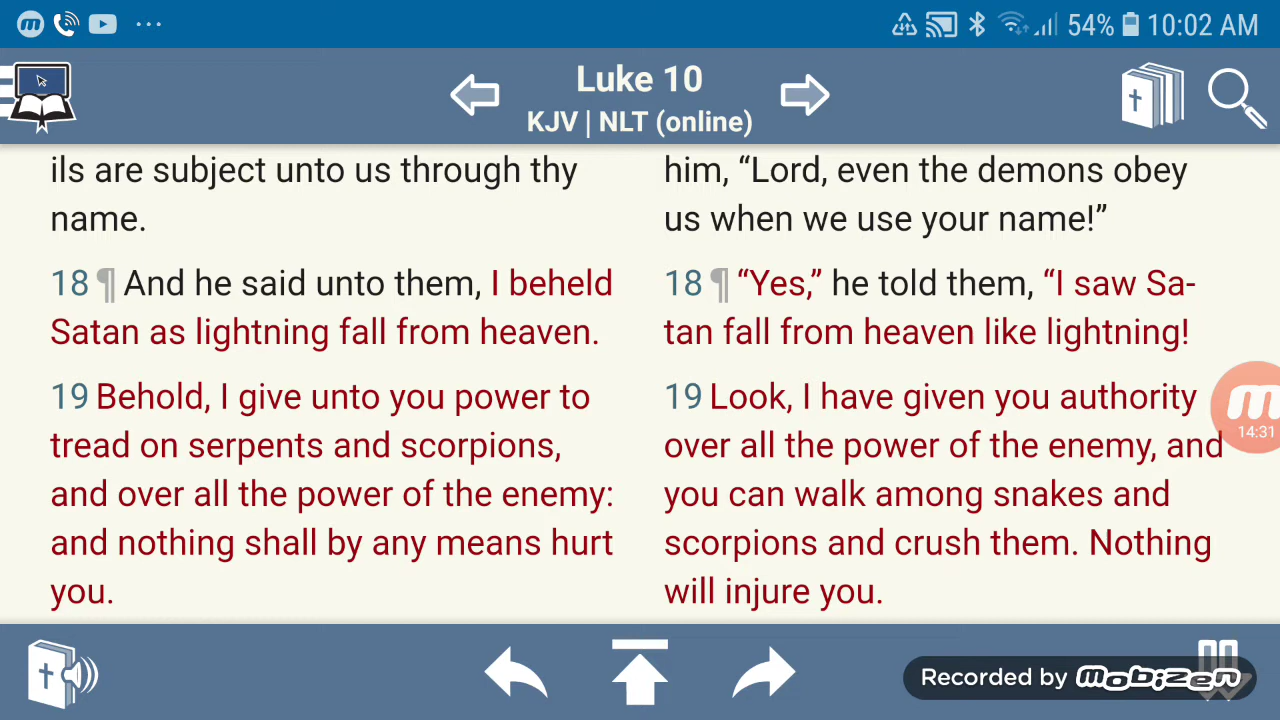 54% 10:02 AM
Luke 10
KJV | NLT (online)
ils are subject unto us through thy
name.
18 ¶ And he said unto them, I beheld
Satan as lightning fall from heaven.
19 Behold, I give unto you power to
tread on serpents and scorpions,
and over all the power of the enemy:
and nothing shall by any means hurt
you.
him, “Lord, even the demons obey
us when we use your name!”
18 ¶ “Yes,” he told them, “I saw Sa-
tan fall from heaven like lightning!
19 Look, I have given you authority
over all the power of the enemy, and
you can walk among snakes and
scorpions and crush them. Nothing
will injure you.
14:31
Recorded by mobizen